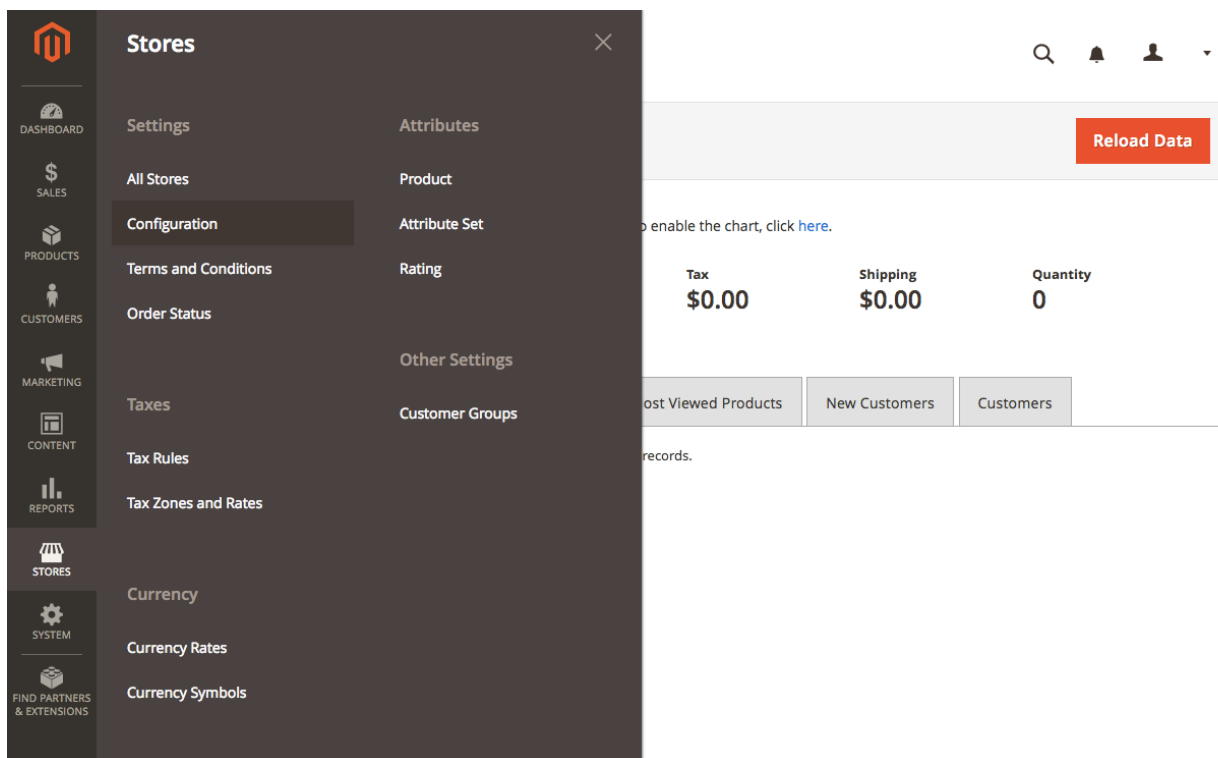 DASHBOARD
SALES
PRODUCTS
CUSTOMERS
MARKETING
CONTENT
REPORTS
STORES
SYSTEM
FIND PARTNERS
& EXTENSIONS
Stores
Settings
All Stores
Configuration
Terms and Conditions
Order Status
Taxes
Tax Rules
Tax Zones and Rates
Currency
Currency Rates
Currency Symbols
Attributes
Product
Attribute Set
Rating
Other Settings
Customer Groups
Reload Data
enable the chart, click here.
Tax Shipping Quantity
$0.00 $0.00 0
ost Viewed Products New Customers Customers
records.